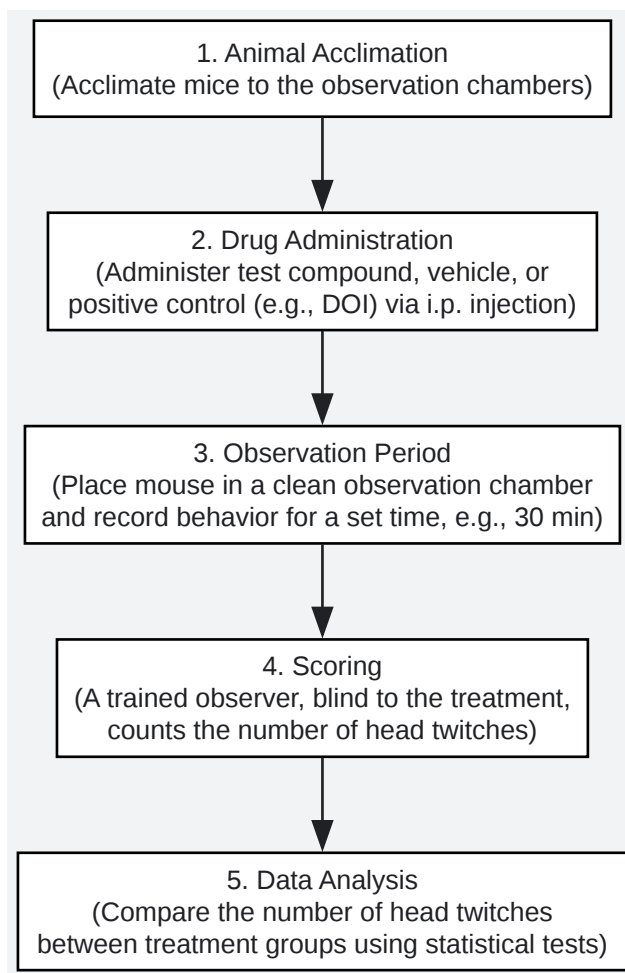 1. Animal Acclimation
(Acclimate mice to the observation chambers)
2. Drug Administration
(Administer test compound, vehicle, or
positive control (e.g., DOI) via i.p. injection)
3. Observation Period
(Place mouse in a clean observation chamber
and record behavior for a set time, e.g., 30 min)
4. Scoring
(A trained observer, blind to the treatment,
counts the number of head twitches)
5. Data Analysis
(Compare the number of head twitches
between treatment groups using statistical tests)